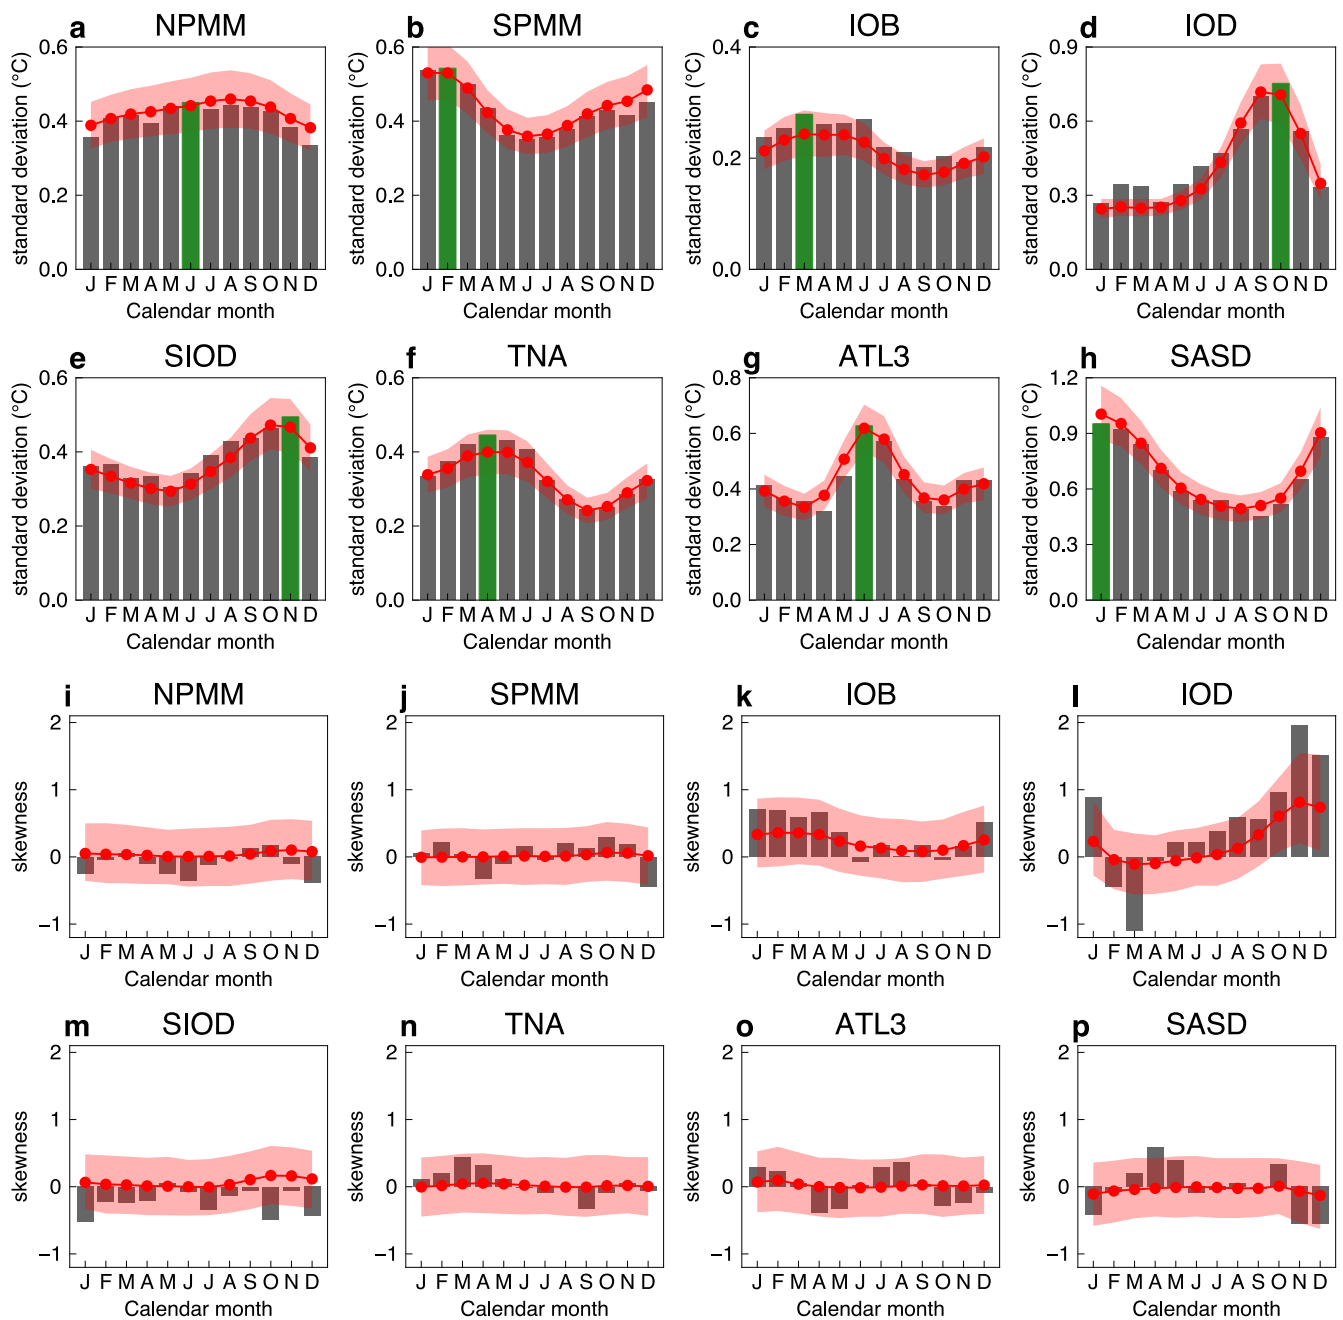 a NPMM
standard deviation (°C)
0.6
0.4
0.2
0.0
J F M A M J J A S O N D
Calendar month
b SPMM
standard deviation (°C)
0.6
0.4
0.2
0.0
J F M A M J J A S O N D
Calendar month
c IOB
standard deviation (°C)
0.4
0.2
0.0
J F M A M J J A S O N D
Calendar month
d IOD
standard deviation (°C)
0.9
0.6
0.3
0.0
J F M A M J J A S O N D
Calendar month
e SIOD
standard deviation (°C)
0.6
0.4
0.2
0.0
J F M A M J J A S O N D
Calendar month
f TNA
standard deviation (°C)
0.6
0.4
0.2
0.0
J F M A M J J A S O N D
Calendar month
g ATL3
standard deviation (°C)
0.8
0.6
0.4
0.2
0.0
J F M A M J J A S O N D
Calendar month
h SASD
standard deviation (°C)
1.2
0.9
0.6
0.3
0.0
J F M A M J J A S O N D
Calendar month
i NPMM
skewness
2
1
0
−1
J F M A M J J A S O N D
Calendar month
j SPMM
skewness
2
1
0
−1
J F M A M J J A S O N D
Calendar month
k IOB
skewness
2
1
0
−1
J F M A M J J A S O N D
Calendar month
l IOD
skewness
2
1
0
−1
J F M A M J J A S O N D
Calendar month
m SIOD
skewness
2
1
0
−1
J F M A M J J A S O N D
Calendar month
n TNA
skewness
2
1
0
−1
J F M A M J J A S O N D
Calendar month
o ATL3
skewness
2
1
0
−1
J F M A M J J A S O N D
Calendar month
p SASD
skewness
2
1
0
−1
J F M A M J J A S O N D
Calendar month